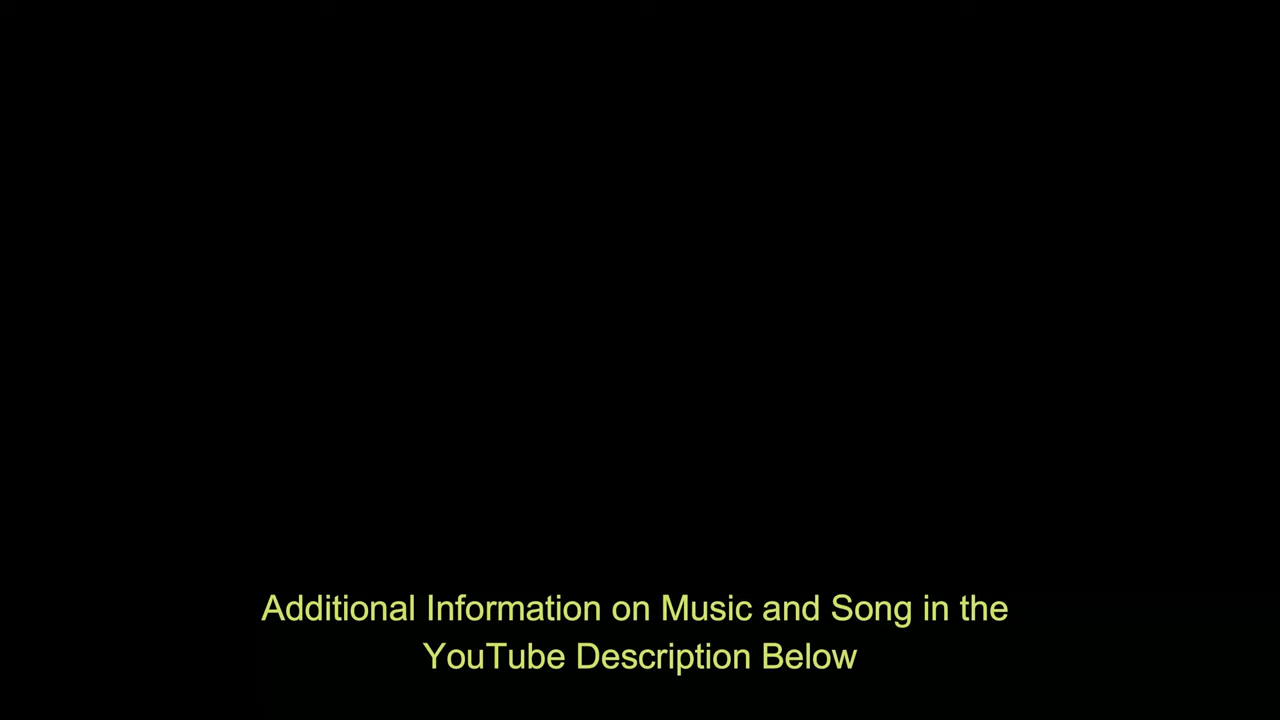 Additional Information on Music and Song in the
YouTube Description Below